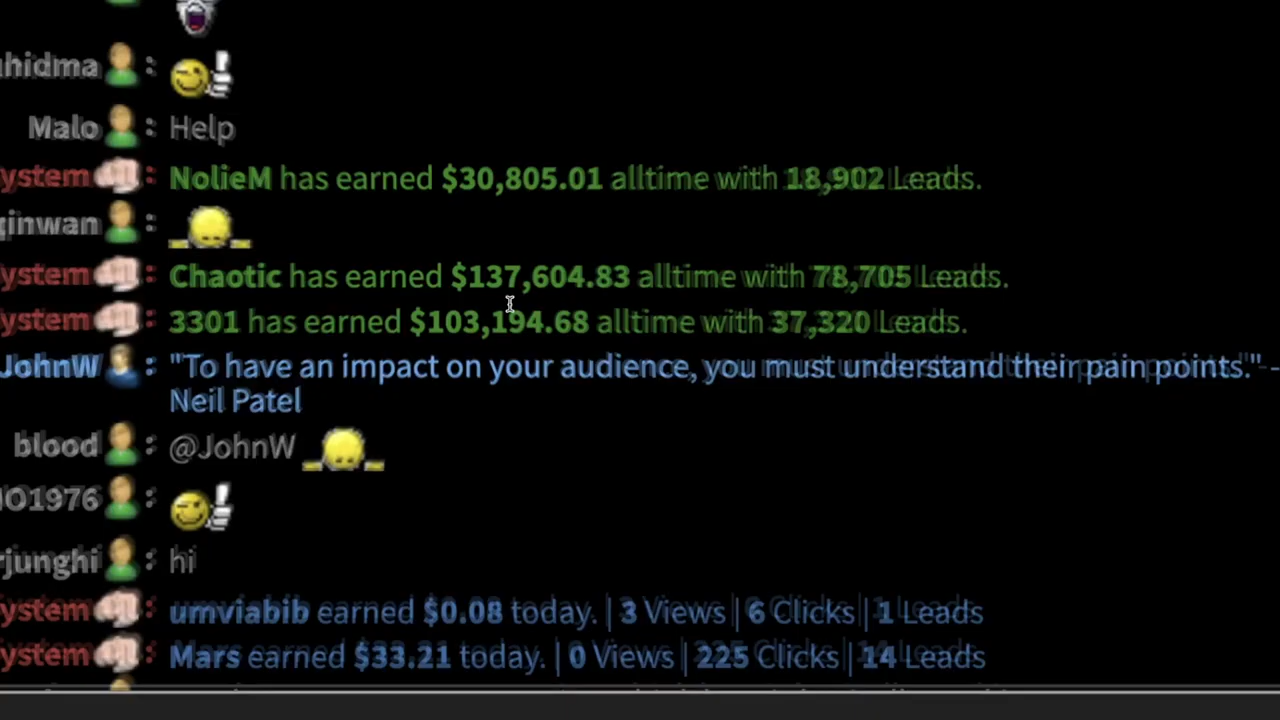 hidma :
Malo : Help
ystem : NolieM has earned $30,805.01 alltime with 18,902 Leads.
qinwan :
ystem : Chaotic has earned $137,604.83 alltime with 78,705 Leads.
ystem : 3301 has earned $103,194.68 alltime with 37,320 Leads.
JohnW : "To have an impact on your audience, you must understand their pain points." -
Neil Patel
blood : @JohnW
IO1976 :
rjunghi : hi
ystem : umviabib earned $0.08 today. | 3 Views | 6 Clicks | 1 Leads
ystem : Mars earned $33.21 today. | 0 Views | 225 Clicks | 14 Leads